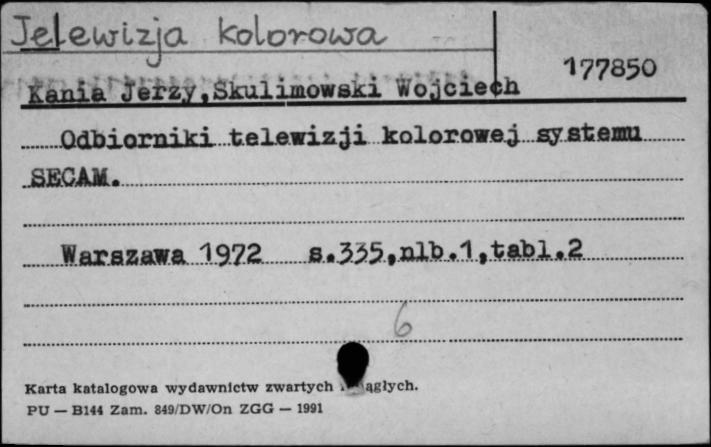 Telewizja kolorowa
177850
Kania Jerzy,Skulimowski Wojciech
Odbiorniki telewizji kolorowej systemu
SECAM.
Warszawa 1972 s.335,nlb.1,tabl.2
6
Karta katalogowa wydawnictw zwartych
PU — B144 Zam. 849/DW/On ZGG — 1991